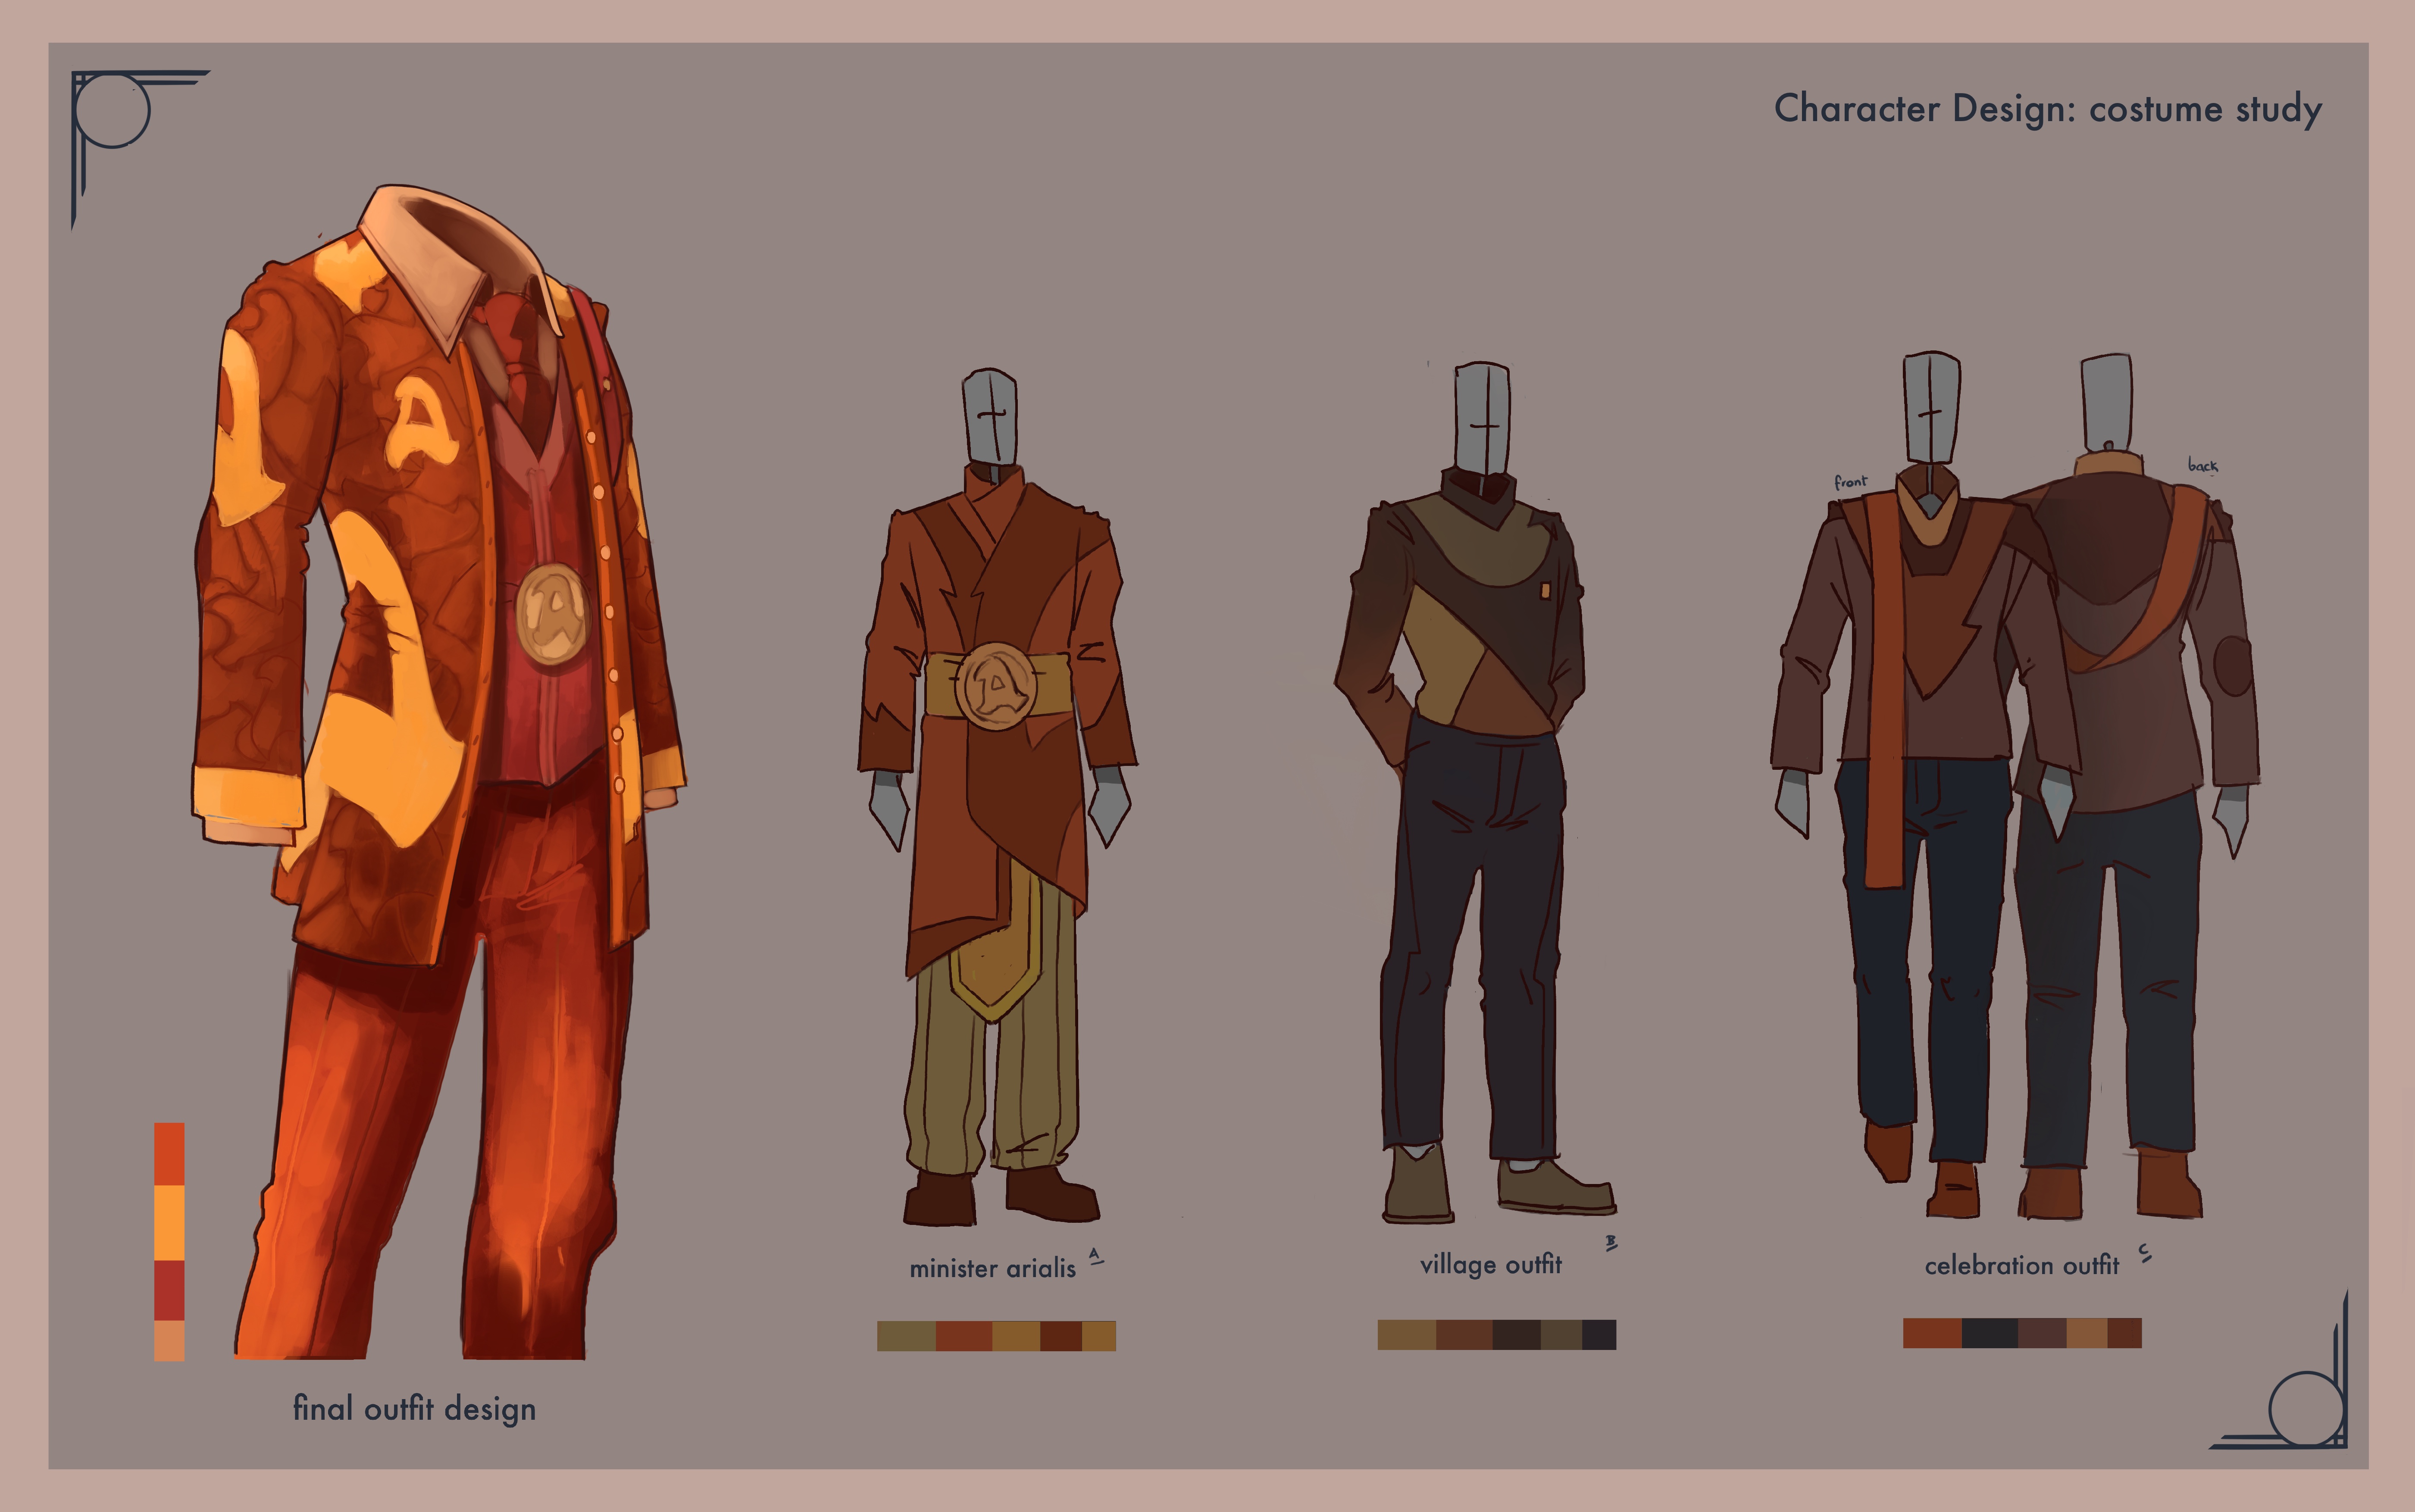 Character Design: costume study
A
A
A
front
back
minister arialis A
village outfit B
celebration outfit C
final outfit design